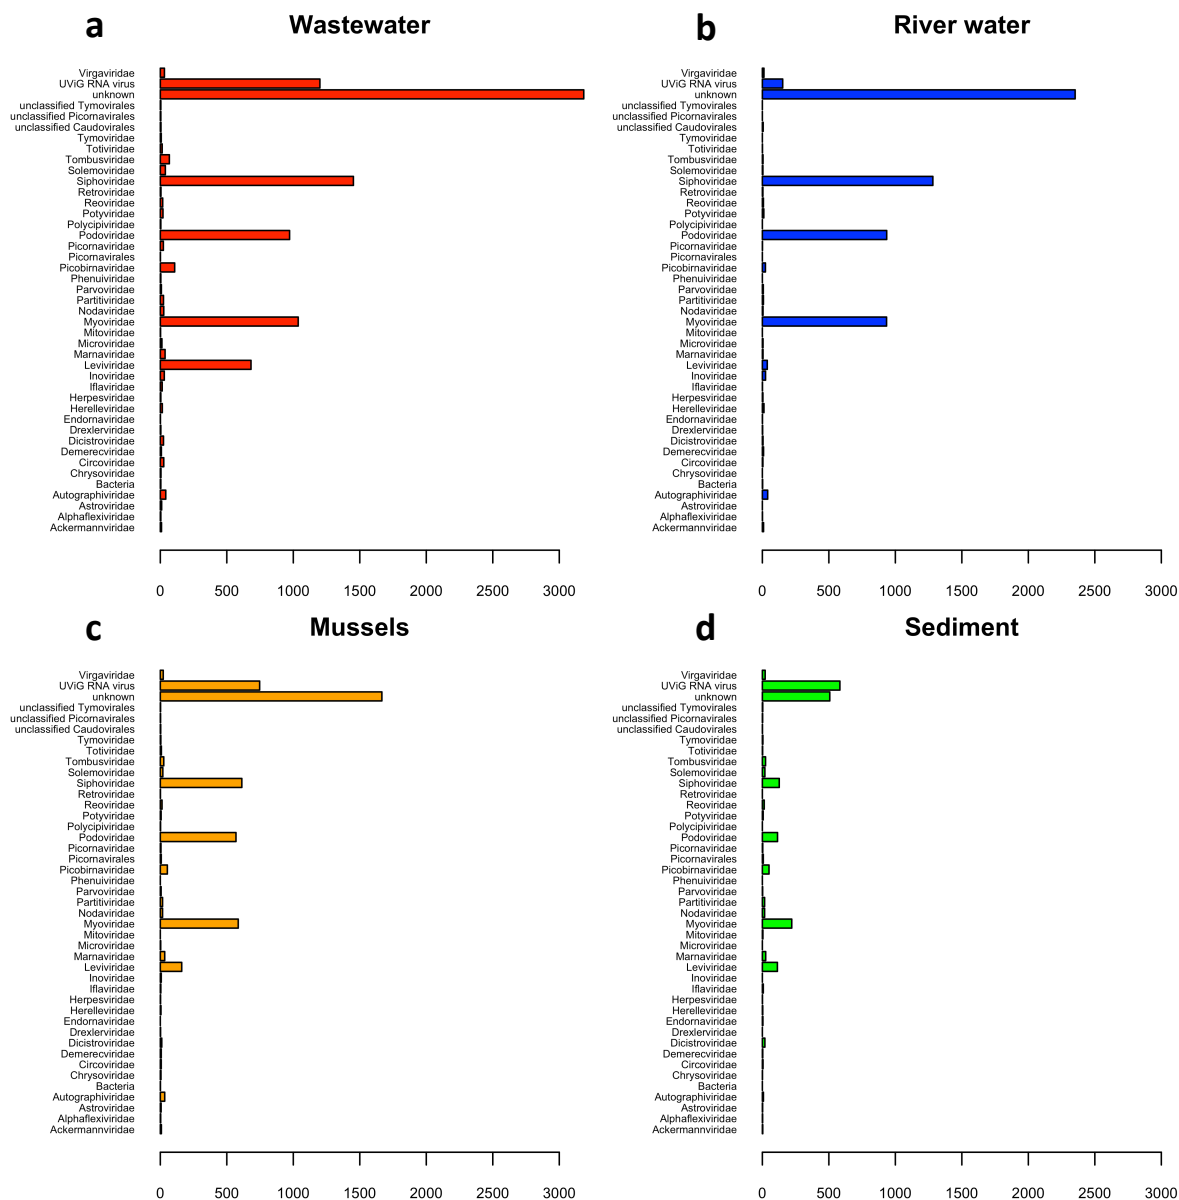 a
Wastewater
Virgaviridae
UViG RNA virus
unknown
unclassified Tymovirales
unclassified Picornavirales
unclassified Caudovirales
Tymoviridae
Totiviridae
Tombusviridae
Solemoviridae
Siphoviridae
Retroviridae
Reoviridae
Potyviridae
Polycipiviridae
Podoviridae
Picornaviridae
Picornavirales
Picobirnaviridae
Phenuiviridae
Parvoviridae
Partitiviridae
Nodaviridae
Myoviridae
Mitoviridae
Microviridae
Marnaviridae
Leviviridae
Inoviridae
Iflaviridae
Herpesviridae
Herelleviridae
Endornaviridae
Drexlerviridae
Dicistroviridae
Demerecviridae
Circoviridae
Chrysoviridae
Bacteria
Autographiviridae
Astroviridae
Alphaflexiviridae
Ackermannviridae
0 500 1000 1500 2000 2500 3000
b
River water
Virgaviridae
UViG RNA virus
unknown
unclassified Tymovirales
unclassified Picornavirales
unclassified Caudovirales
Tymoviridae
Totiviridae
Tombusviridae
Solemoviridae
Siphoviridae
Retroviridae
Reoviridae
Potyviridae
Polycipiviridae
Podoviridae
Picornaviridae
Picornavirales
Picobirnaviridae
Phenuiviridae
Parvoviridae
Partitiviridae
Nodaviridae
Myoviridae
Mitoviridae
Microviridae
Marnaviridae
Leviviridae
Inoviridae
Iflaviridae
Herpesviridae
Herelleviridae
Endornaviridae
Drexlerviridae
Dicistroviridae
Demerecviridae
Circoviridae
Chrysoviridae
Bacteria
Autographiviridae
Astroviridae
Alphaflexiviridae
Ackermannviridae
0 500 1000 1500 2000 2500 3000
c
Mussels
Virgaviridae
UViG RNA virus
unknown
unclassified Tymovirales
unclassified Picornavirales
unclassified Caudovirales
Tymoviridae
Totiviridae
Tombusviridae
Solemoviridae
Siphoviridae
Retroviridae
Reoviridae
Potyviridae
Polycipiviridae
Podoviridae
Picornaviridae
Picornavirales
Picobirnaviridae
Phenuiviridae
Parvoviridae
Partitiviridae
Nodaviridae
Myoviridae
Mitoviridae
Microviridae
Marnaviridae
Leviviridae
Inoviridae
Iflaviridae
Herpesviridae
Herelleviridae
Endornaviridae
Drexlerviridae
Dicistroviridae
Demerecviridae
Circoviridae
Chrysoviridae
Bacteria
Autographiviridae
Astroviridae
Alphaflexiviridae
Ackermannviridae
0 500 1000 1500 2000 2500 3000
d
Sediment
Virgaviridae
UViG RNA virus
unknown
unclassified Tymovirales
unclassified Picornavirales
unclassified Caudovirales
Tymoviridae
Totiviridae
Tombusviridae
Solemoviridae
Siphoviridae
Retroviridae
Reoviridae
Potyviridae
Polycipiviridae
Podoviridae
Picornaviridae
Picornavirales
Picobirnaviridae
Phenuiviridae
Parvoviridae
Partitiviridae
Nodaviridae
Myoviridae
Mitoviridae
Microviridae
Marnaviridae
Leviviridae
Inoviridae
Iflaviridae
Herpesviridae
Herelleviridae
Endornaviridae
Drexlerviridae
Dicistroviridae
Demerecviridae
Circoviridae
Chrysoviridae
Bacteria
Autographiviridae
Astroviridae
Alphaflexiviridae
Ackermannviridae
0 500 1000 1500 2000 2500 3000